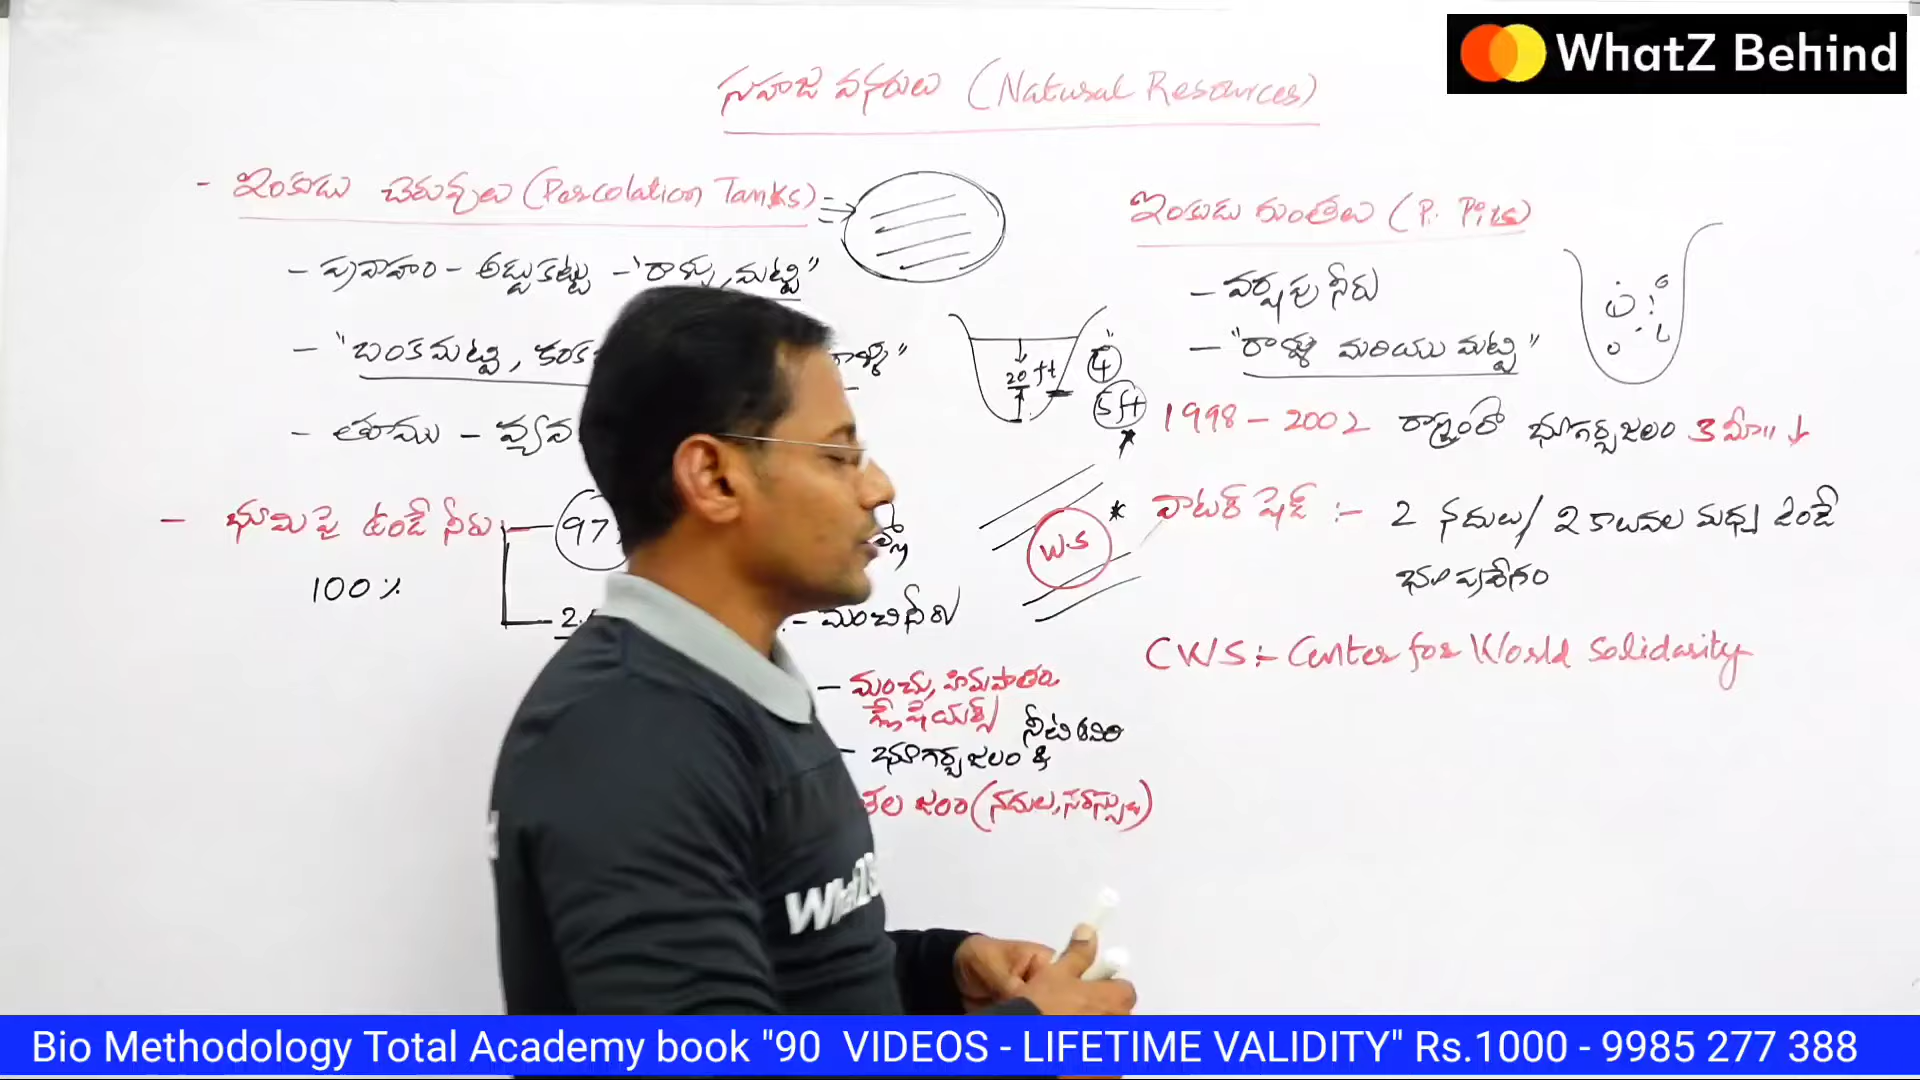 WhatZ Behind
సహజ వనరులు (Natural Resources)
- ఇంకుడు చెరువులు (Percolation Tanks)
- ప్రవాహం - అడ్డుకట్ట - "రాళ్ళు, మట్టి"
- "బంకమట్టి, కంక
- తూము - వ్యవ
20 ft
4
5ft
- భూమిపై ఉండే నీరు
100%
97
2.
- మంచినీరు
- మంచు, హిమపాతం
గ్లేషియర్స్
- భూగర్భజలం &
నీటి ఆవిరి
తల జలం (నదులు, సరస్సులు)
W.S
ఇంకుడు గుంతలు (P. Pits)
- వర్షపు నీరు
- "రాళ్ళు మరియు మట్టి"
1998 - 2002 రాష్ట్రంలో భూగర్భజలం 3 మీ॥ ↓
* వాటర్ షెడ్ :- 2 నదులు/ 2 కాలువల మధ్య ఉండే
భూ ప్రదేశం
CWS :- Center for World Solidarity
Bio Methodology Total Academy book "90 VIDEOS - LIFETIME VALIDITY" Rs.1000 - 9985 277 388